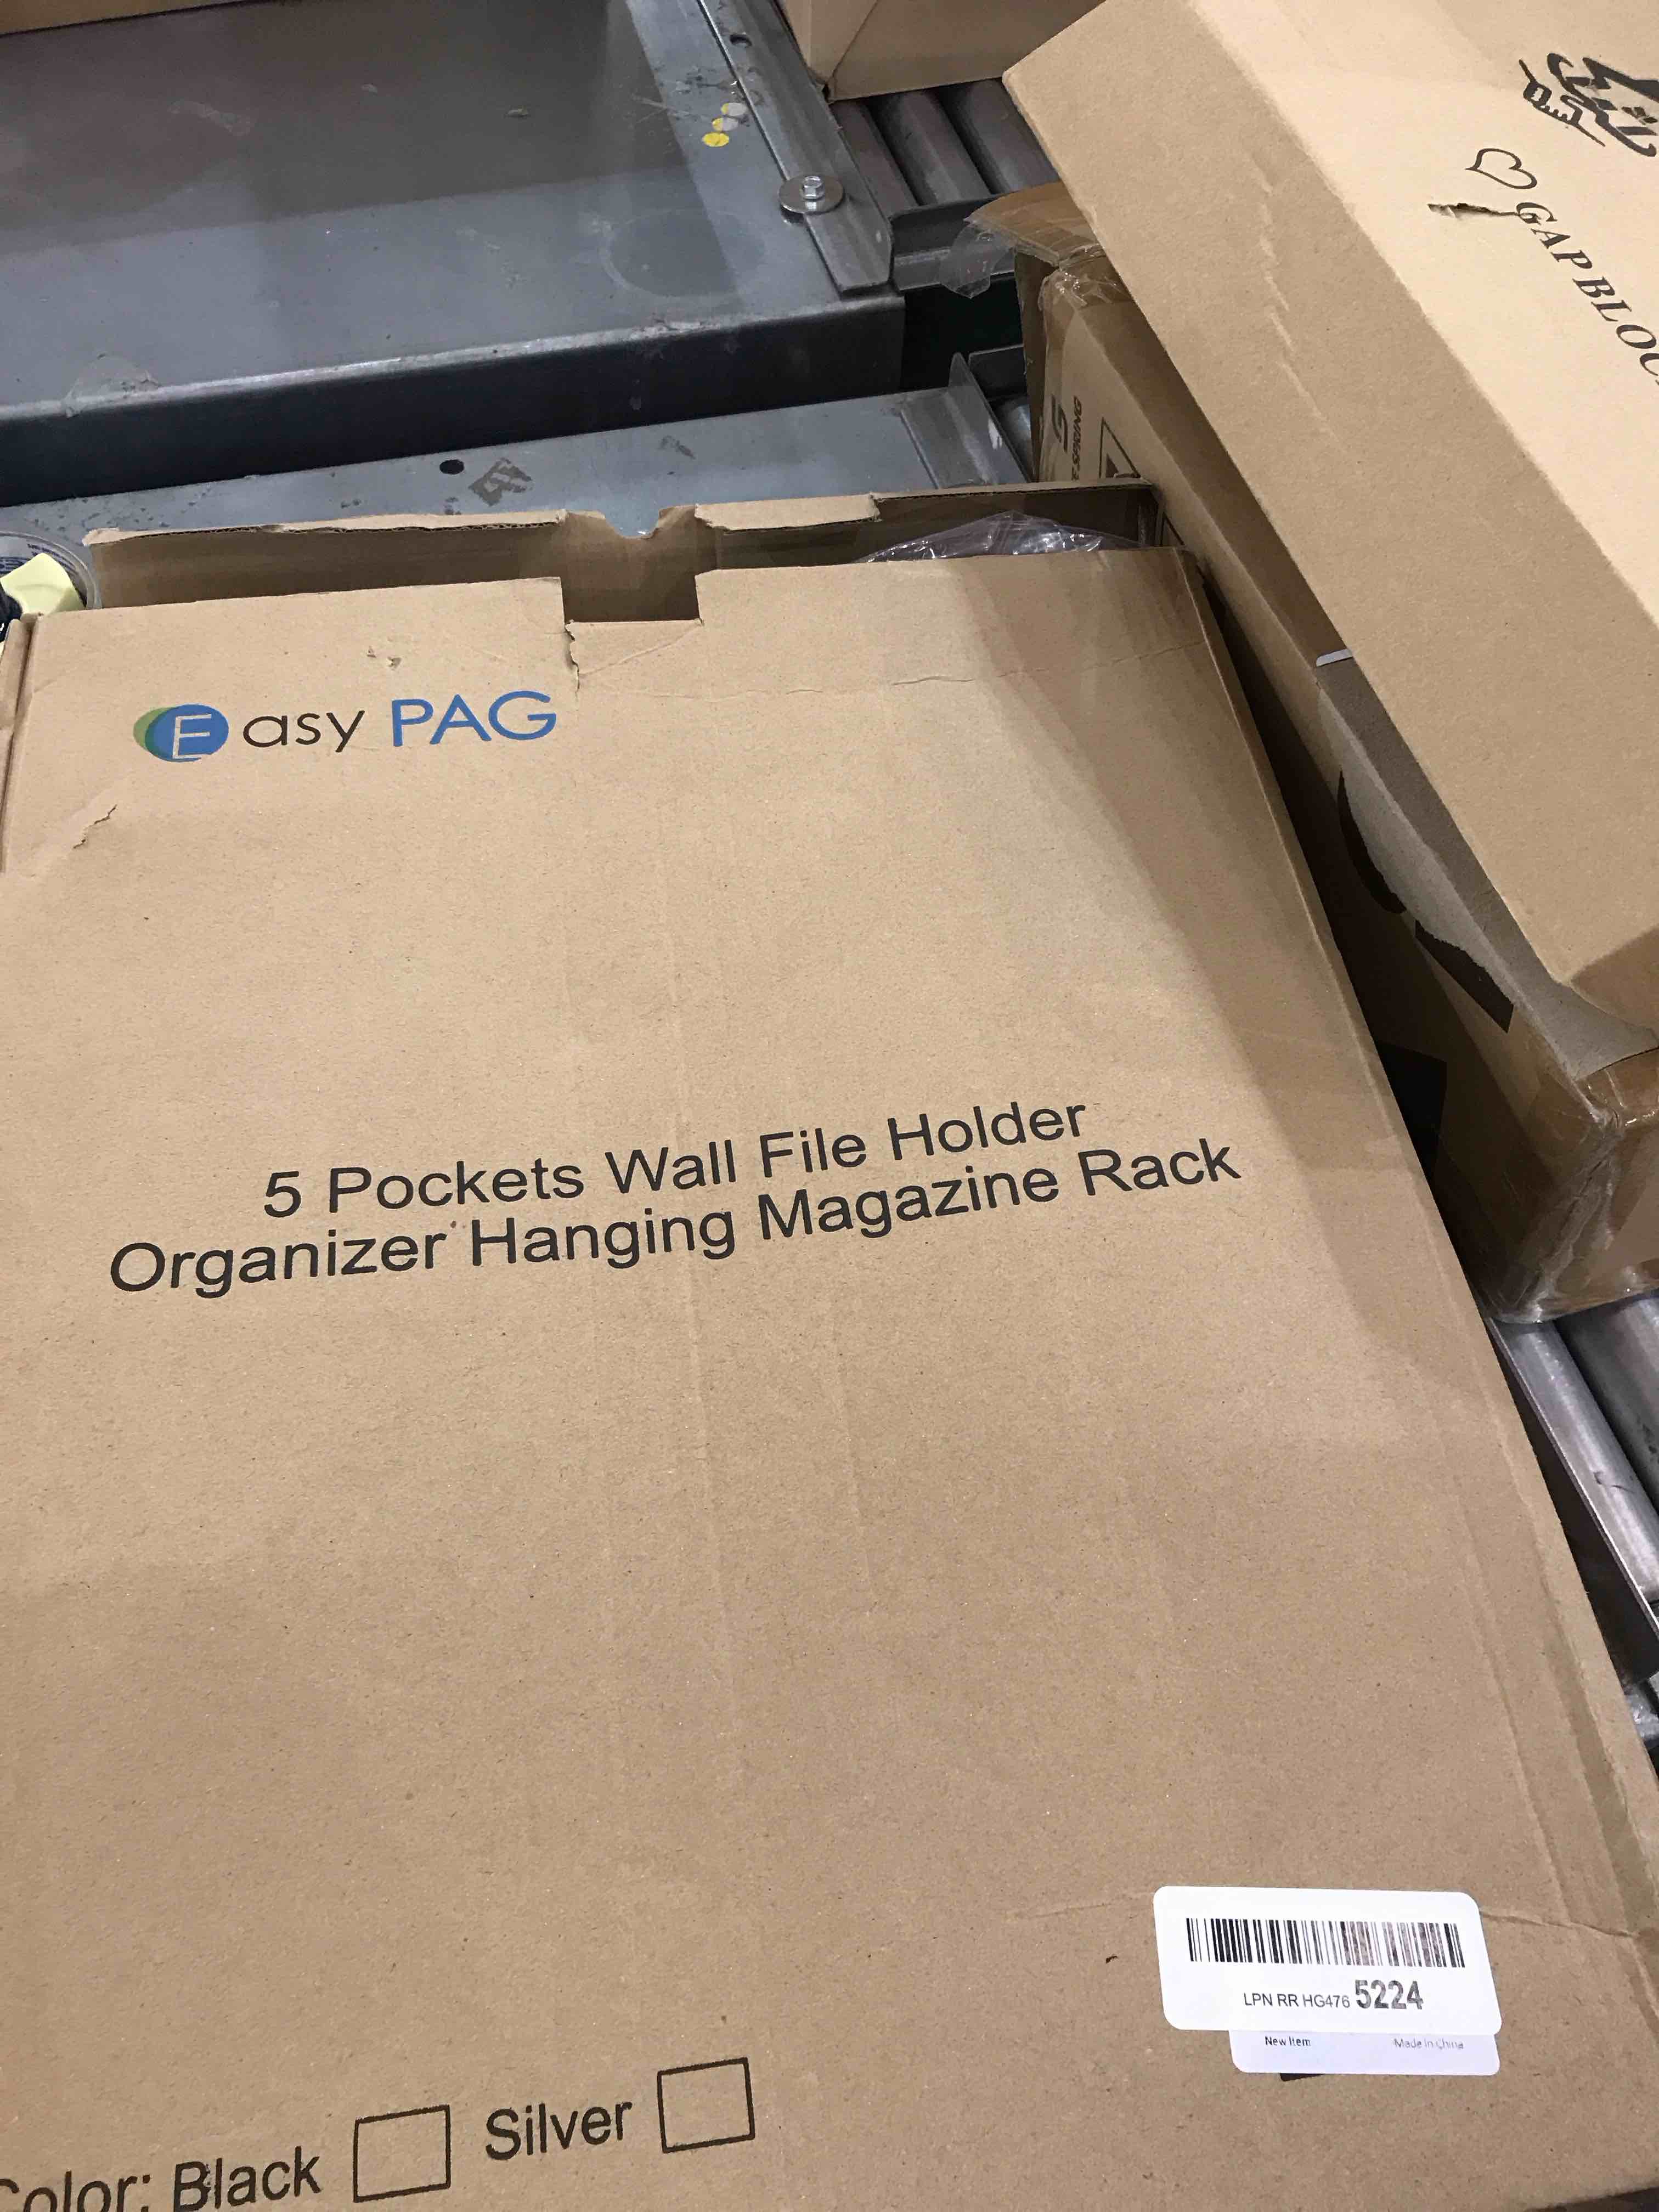 GAP BLOC
SPRING
Easy PAG
5 Pockets Wall File Holder
Organizer Hanging Magazine Rack
LPN RR HG476 5224
New Item Made in China
Color: Black Silver